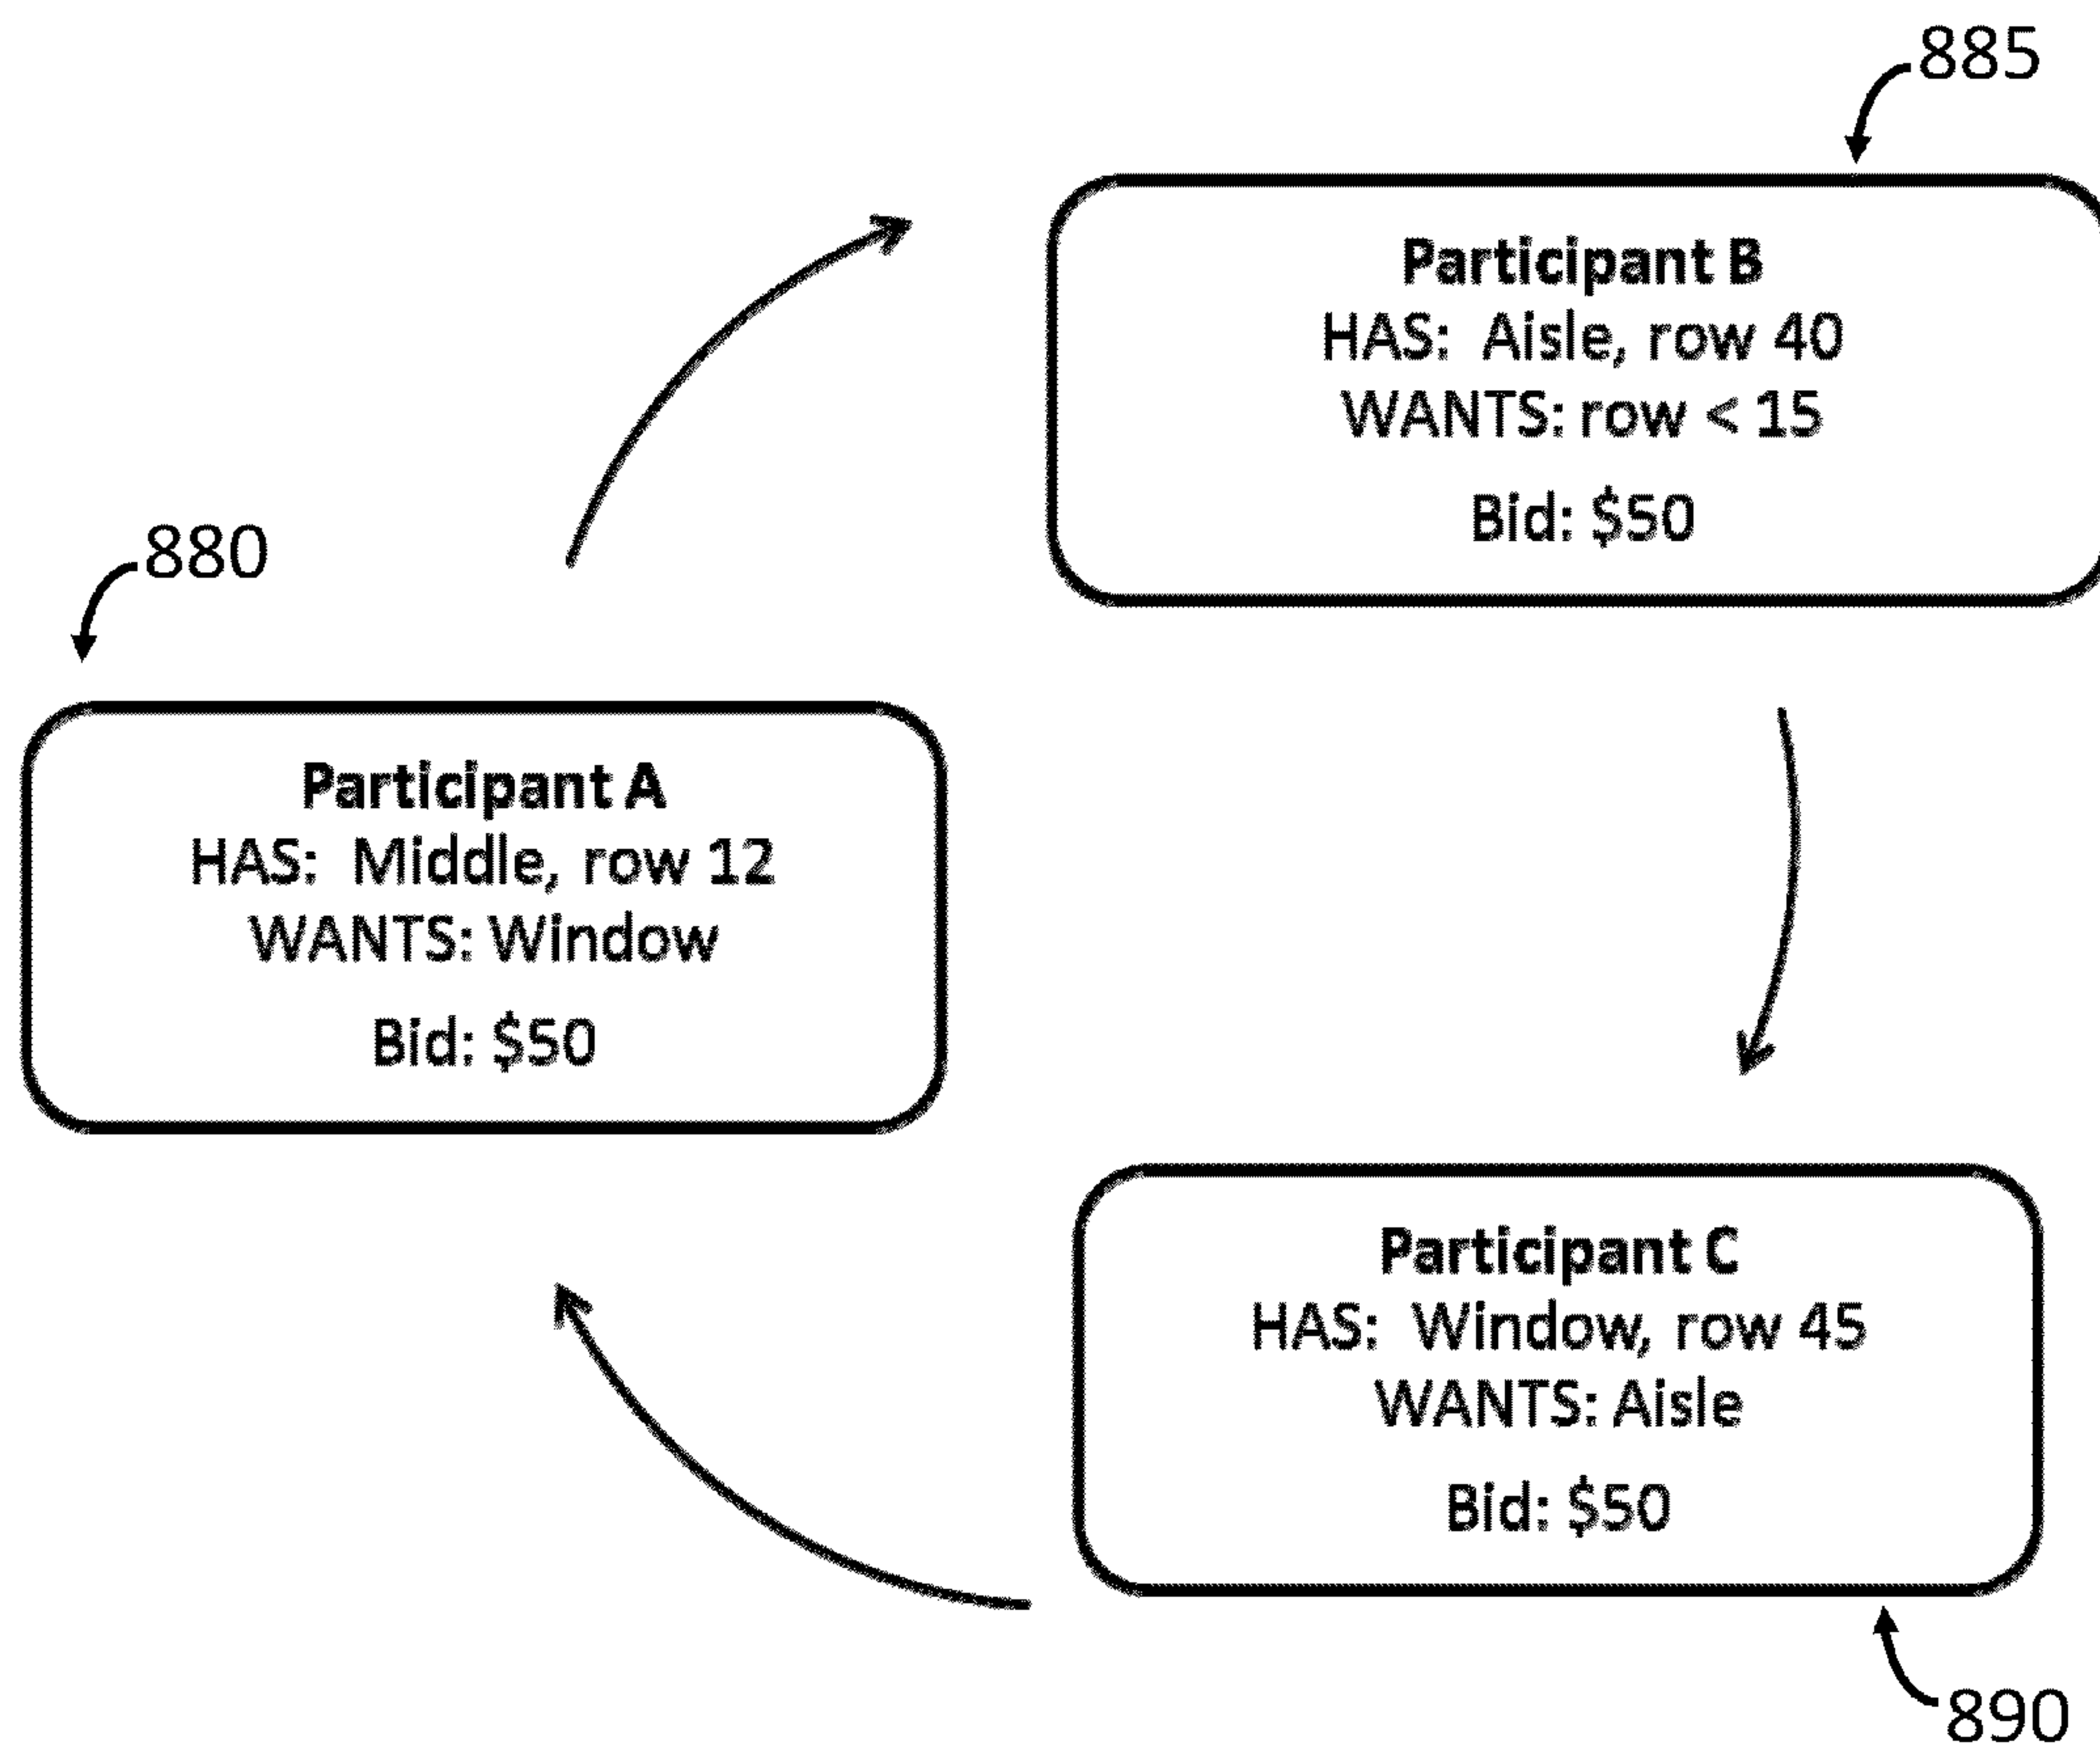 885
Participant B
HAS: Aisle, row 40
WANTS: row < 15
Bid: $50
880
Participant A
HAS: Middle, row 12
WANTS: Window
Bid: $50
Participant C
HAS: Window, row 45
WANTS: Aisle
Bid: $50
890